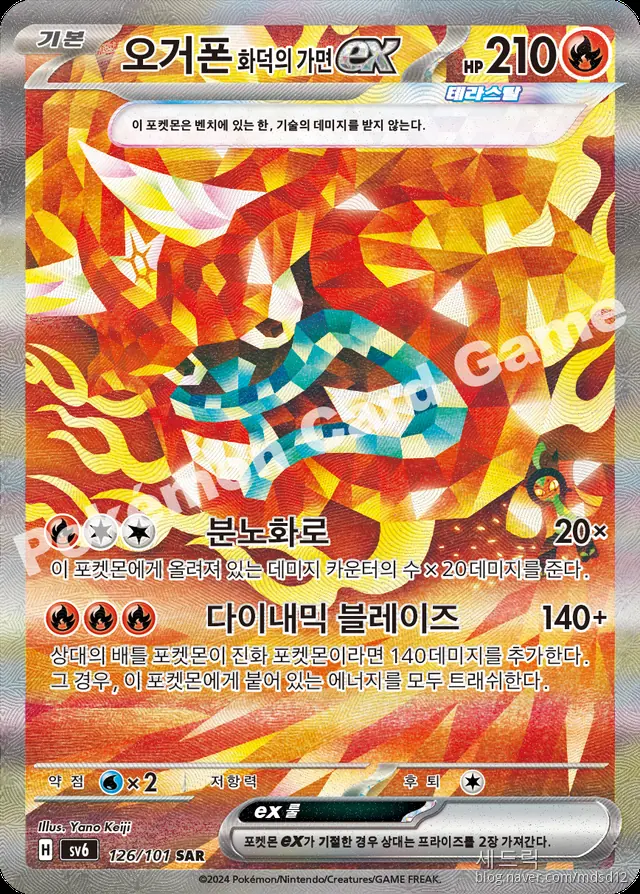 기본 오거폰 화덕의 가면 ex HP 210
테라스탈
이 포켓몬은 벤치에 있는 한, 기술의 데미지를 받지 않는다.
Pokémon Card Game
분노화로 20×
이 포켓몬에게 올려져 있는 데미지 카운터의 수×20데미지를 준다.
다이내믹 블레이즈 140+
상대의 배틀 포켓몬이 진화 포켓몬이라면 140데미지를 추가한다.
그 경우, 이 포켓몬에게 붙어 있는 에너지를 모두 트래쉬한다.
약점 ×2 저항력 후퇴
ex 룰
포켓몬 ex가 기절한 경우 상대는 프라이즈를 2장 가져간다.
Illus. Yano Keiji
H sv6 126/101 SAR
세드릭
blog.naver.com/mdsd12
©2024 Pokémon/Nintendo/Creatures/GAME FREAK.